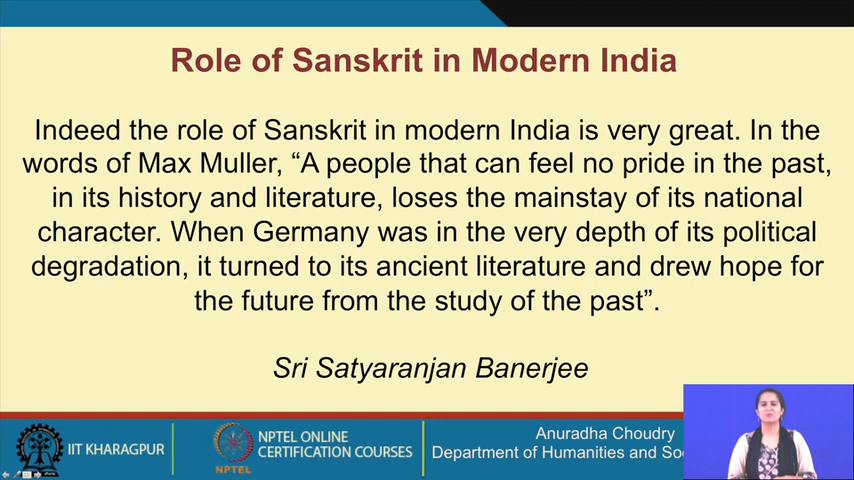 Role of Sanskrit in Modern India
Indeed the role of Sanskrit in modern India is very great. In the
words of Max Muller, “A people that can feel no pride in the past,
in its history and literature, loses the mainstay of its national
character. When Germany was in the very depth of its political
degradation, it turned to its ancient literature and drew hope for
the future from the study of the past”.
Sri Satyaranjan Banerjee
IIT KHARAGPUR
NPTEL
NPTEL ONLINE
CERTIFICATION COURSES
Anuradha Choudry
Department of Humanities and Soc